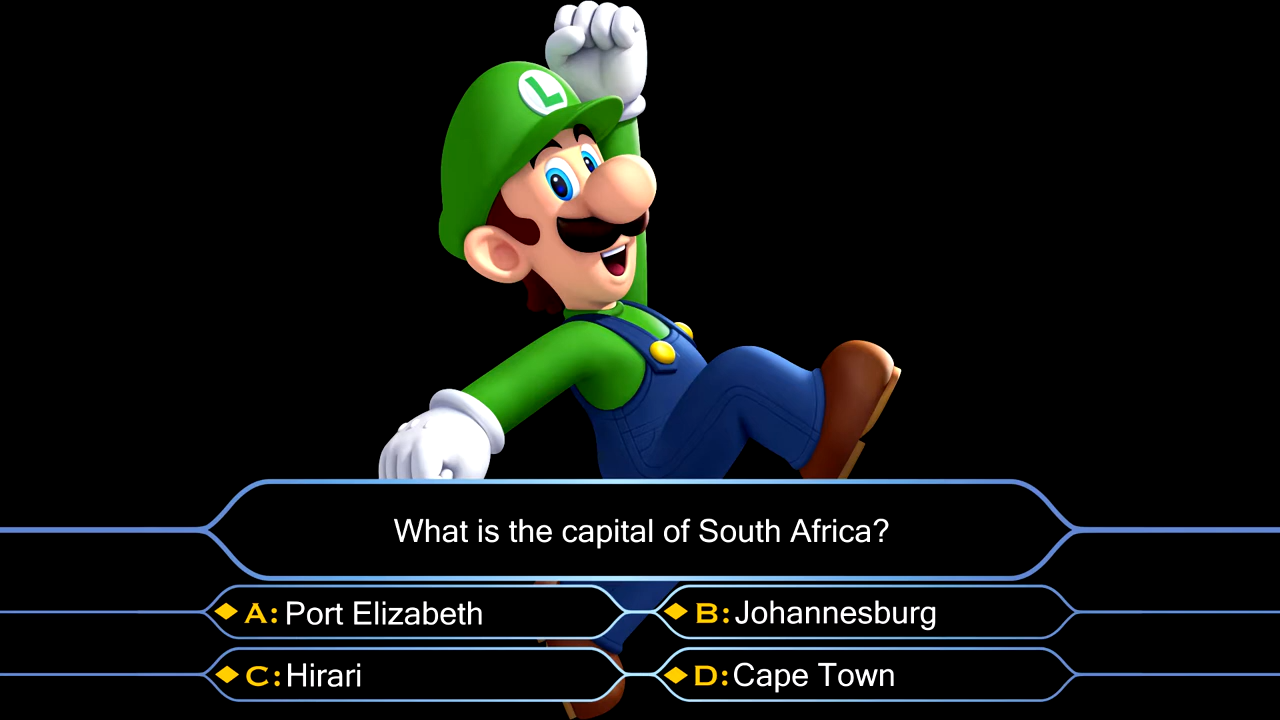 L
What is the capital of South Africa?
A: Port Elizabeth
B: Johannesburg
C: Hirari
D: Cape Town